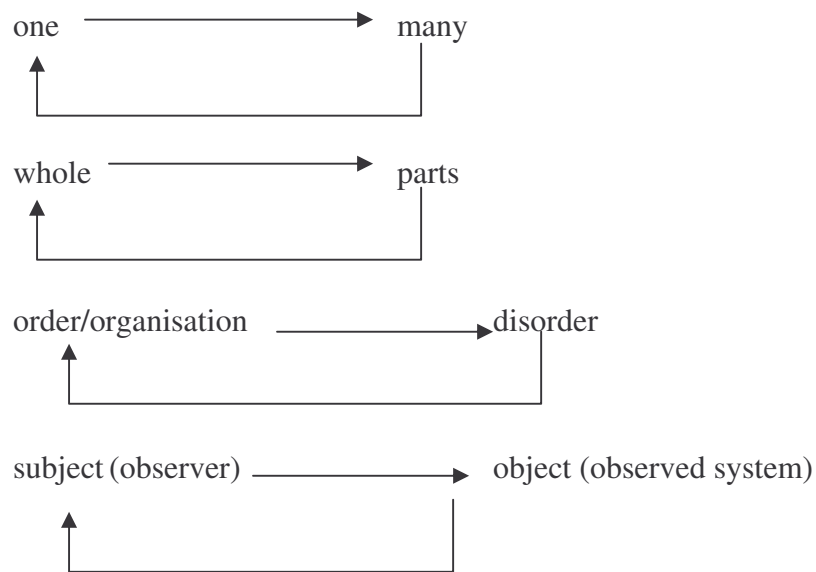 one many
whole parts
order/organisation disorder
subject (observer) object (observed system)